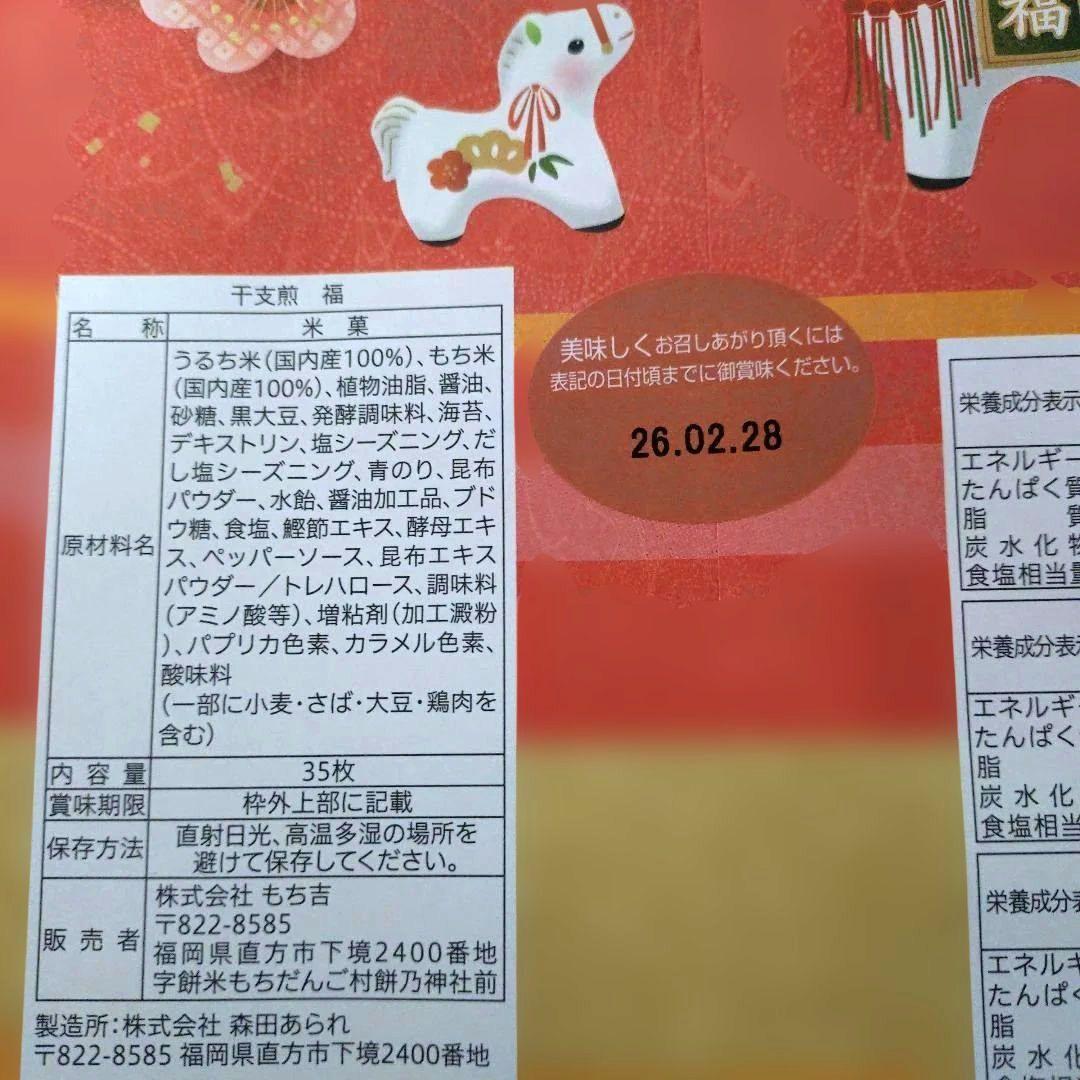 福
干支煎 福
名 称 米 菓
原材料名
うるち米(国内産100%)、もち米
(国内産100%)、植物油脂、醤油、
砂糖、黒大豆、発酵調味料、海苔、
デキストリン、塩シーズニング、だ
し塩シーズニング、青のり、昆布
パウダー、水飴、醤油加工品、ブド
ウ糖、食塩、鰹節エキス、酵母エキ
ス、ペッパーソース、昆布エキス
パウダー/トレハロース、調味料
(アミノ酸等)、増粘剤(加工澱粉
)、パプリカ色素、カラメル色素、
酸味料
(一部に小麦・さば・大豆・鶏肉を
含む)
内 容 量 35枚
賞味期限 枠外上部に記載
保存方法
直射日光、高温多湿の場所を
避けて保存してください。
販 売 者
株式会社 もち吉
〒822-8585
福岡県直方市下境2400番地
字餅米もちだんご村餅乃神社前
製造所:株式会社 森田あられ
〒822-8585 福岡県直方市下境2400番地
美味しくお召しあがり頂くには
表記の日付頃までに御賞味ください。
26.02.28
栄養成分表示
エネルギー
たんぱく質
脂 質
炭 水 化 物
食塩相当量
栄養成分表示
エネルギ
たんぱく
脂
炭 水 化
食塩相当
栄養成分表
エネルギ
たんぱく
脂
炭 水 化